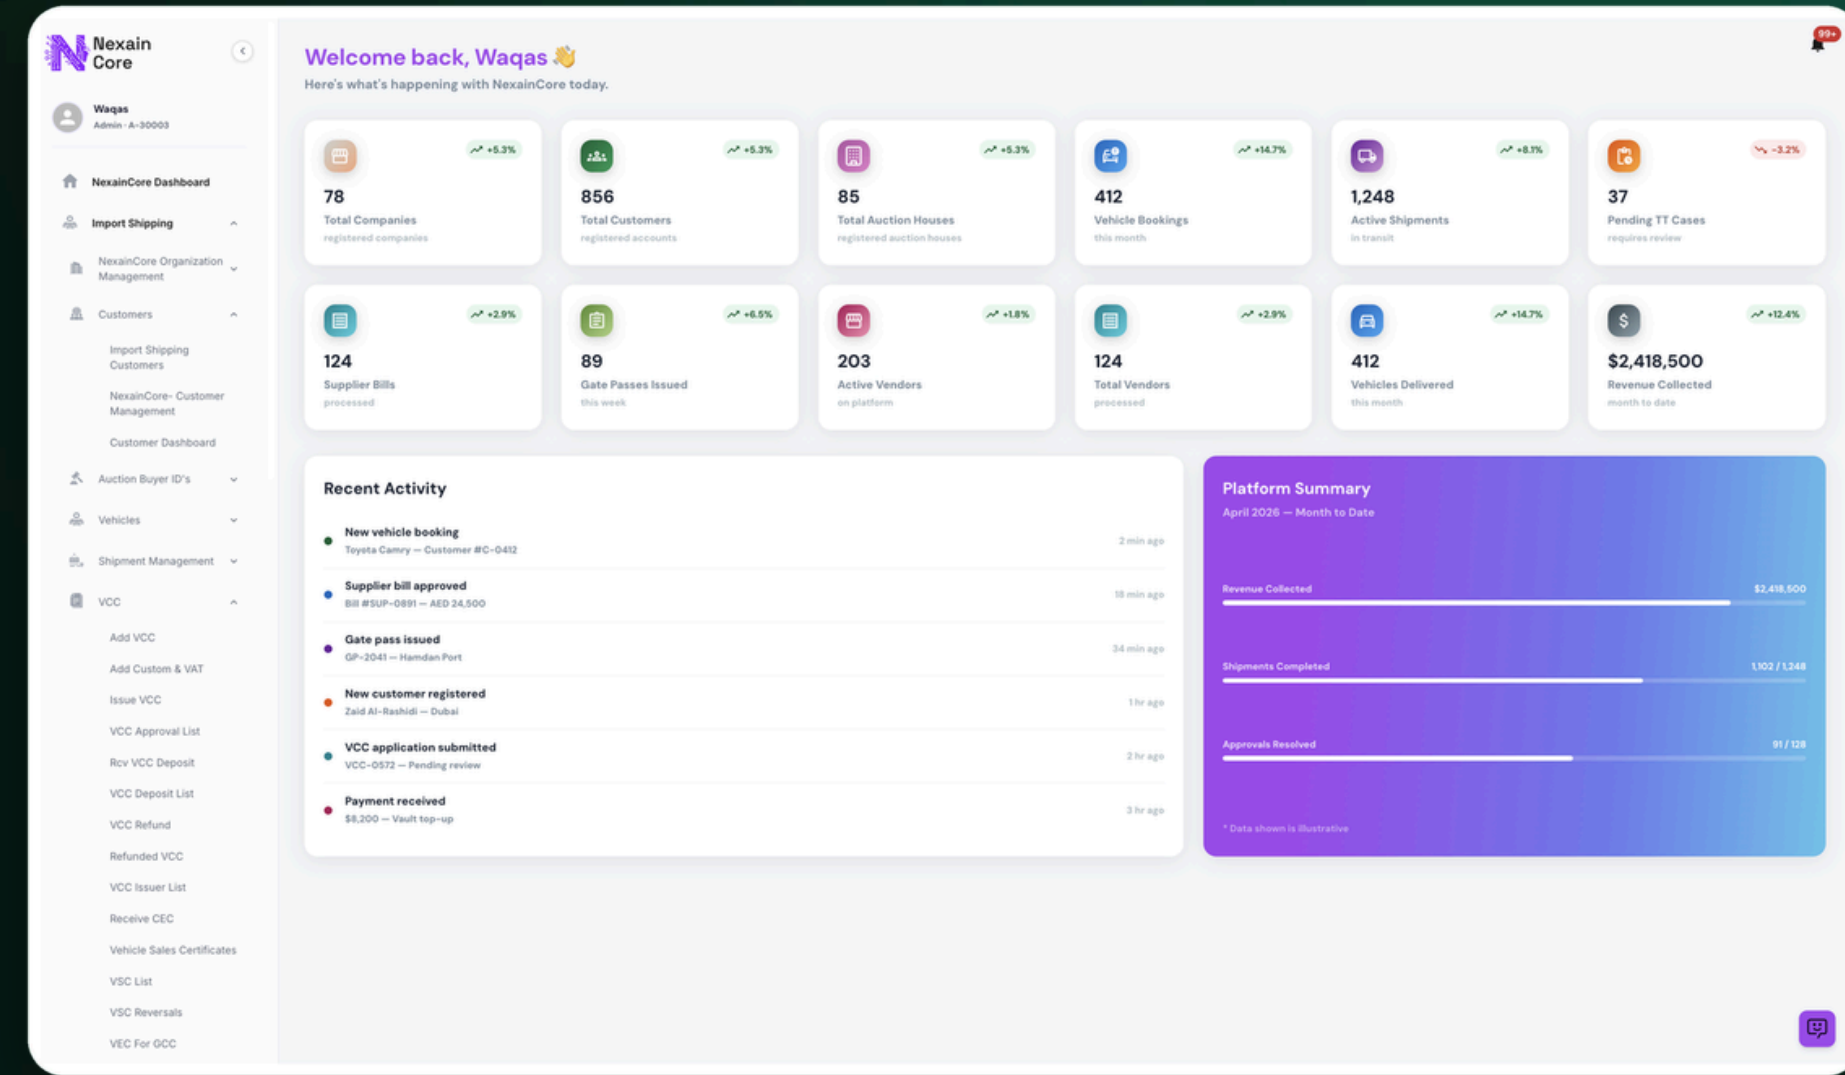 Nexain
Core
Waqas
Admin - A-30003
NexainCore Dashboard
Import Shipping
NexainCore Organization
Management
Customers
Import Shipping
Customers
NexainCore- Customer
Management
Customer Dashboard
Auction Buyer ID's
Vehicles
Shipment Management
VCC
Add VCC
Add Custom & VAT
Issue VCC
VCC Approval List
Rcv VCC Deposit
VCC Deposit List
VCC Refund
Refunded VCC
VCC Issuer List
Receive CEC
Vehicle Sales Certificates
VSC List
VSC Reversals
VEC For GCC
Welcome back, Waqas 👋
Here's what's happening with NexainCore today.
99+
+5.3%
78
Total Companies
registered companies
+5.3%
856
Total Customers
registered accounts
+5.3%
85
Total Auction Houses
registered auction houses
+14.7%
412
Vehicle Bookings
this month
+8.1%
1,248
Active Shipments
in transit
-3.2%
37
Pending TT Cases
requires review
+2.9%
124
Supplier Bills
processed
+6.5%
89
Gate Passes Issued
this week
+1.8%
203
Active Vendors
on platform
+2.9%
124
Total Vendors
processed
+14.7%
412
Vehicles Delivered
this month
+12.4%
$2,418,500
Revenue Collected
month to date
Recent Activity
New vehicle booking
Toyota Camry — Customer #C-0412
2 min ago
Supplier bill approved
Bill #SUP-0891 — AED 24,500
18 min ago
Gate pass issued
GP-2041 — Hamdan Port
34 min ago
New customer registered
Zaid Al-Rashidi — Dubai
1 hr ago
VCC application submitted
VCC-0572 — Pending review
2 hr ago
Payment received
$8,200 — Vault top-up
3 hr ago
Platform Summary
April 2026 — Month to Date
Revenue Collected $2,418,500
Shipments Completed 1,102 / 1,248
Approvals Resolved 91 / 128
* Data shown is illustrative